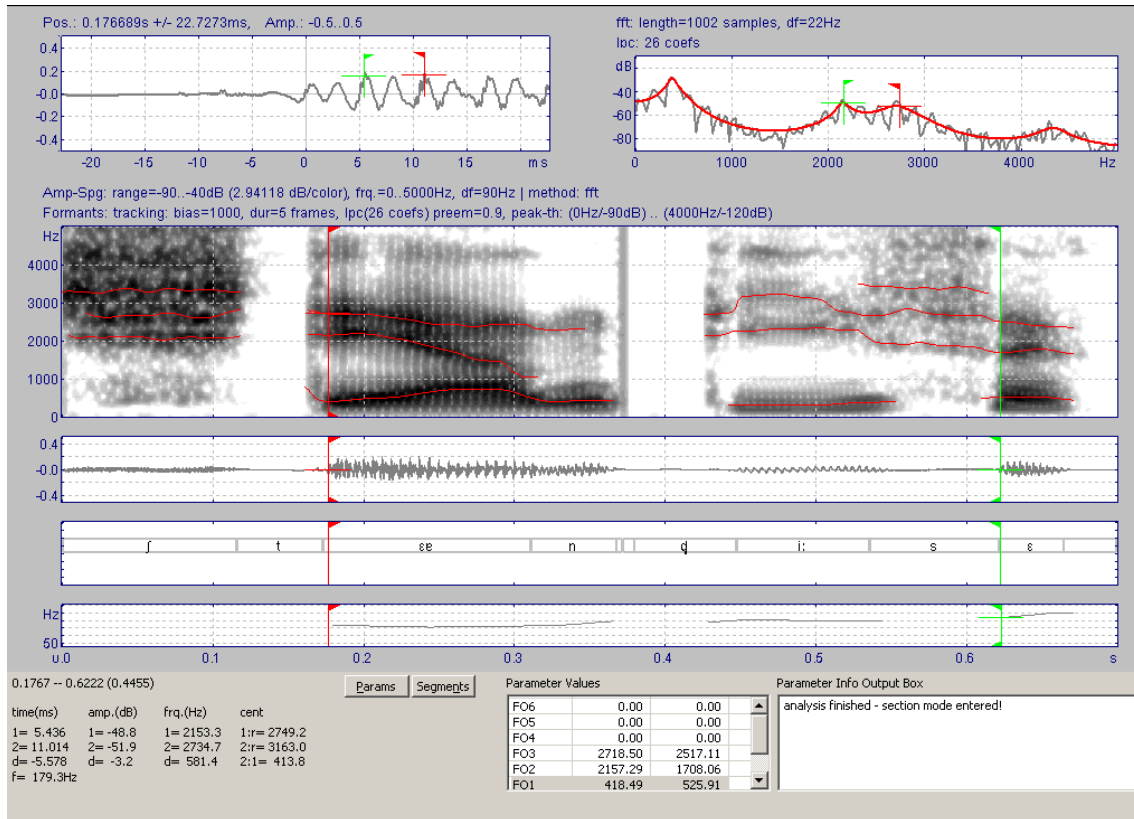 Pos.: 0.176689s +/- 22.7273ms, Amp.: -0.5..0.5
0.4
0.2
-0.0
-0.2
-0.4
-20 -15 -10 -5 0 5 10 15 m s
fft: length=1002 samples, df=22Hz
lpc: 26 coefs
dB
-40
-60
-80
0 1000 2000 3000 4000 Hz
Amp-Spg: range=-90..-40dB (2.94118 dB/color), frq.=0..5000Hz, df=90Hz | method: fft
Formants: tracking: bias=1000, dur=5 frames, lpc(26 coefs) preem=0.9, peak-th: (0Hz/-90dB) .. (4000Hz/-120dB)
Hz
4000
3000
2000
1000
0
0.4
-0.0
-0.4
ʃ t ɛɐ n d̥ i: s ɛ
Hz
50
0.0 0.1 0.2 0.3 0.4 0.5 0.6 s
0.1767 -- 0.6222 (0.4455)
Params Segments
time(ms) amp.(dB) frq.(Hz) cent
1= 5.436 1= -48.8 1= 2153.3 1:r= 2749.2
2= 11.014 2= -51.9 2= 2734.7 2:r= 3163.0
d= -5.578 d= -3.2 d= 581.4 2:1= 413.8
f= 179.3Hz
Parameter Values
FO6 0.00 0.00
FO5 0.00 0.00
FO4 0.00 0.00
FO3 2718.50 2517.11
FO2 2157.29 1708.06
FO1 418.49 525.91
Parameter Info Output Box
analysis finished - section mode entered!